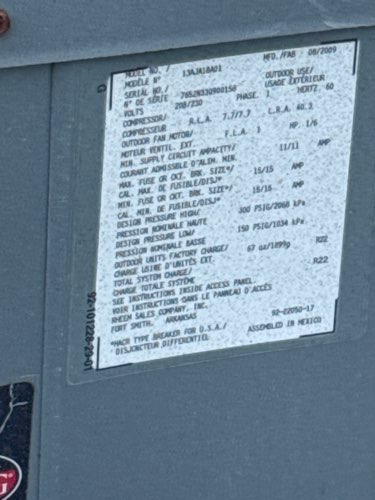 MFD./FAB. 08/2009
MODEL NO. / 13AJA18A01
MODÈLE N°
OUTDOOR USE/
USAGE EXTÉRIEUR
SERIAL NO./ 7652N330900158
N° DE SÉRIE
VOLTS 208/230 PHASE. 1 HERTZ. 60
COMPRESSOR/ R.L.A. 7.7/7.7 L.R.A. 40.3
COMPRESSEUR
OUTDOOR FAN MOTOR/ F.L.A. 1 HP. 1/6
MOTEUR VENTIL. EXT.
MIN. SUPPLY CIRCUIT AMPACITY/ 11/11 AMP
COURANT ADMISSIBLE D'ALIM. MIN.
MAX. FUSE OR CKT. BRK. SIZE*/ 15/15 AMP
CAL. MAX. DE FUSIBLE/DISJ*
MIN. FUSE OR CKT. BRK. SIZE*/ 15/15 AMP
CAL. MIN. DE FUSIBLE/DISJ*
DESIGN PRESSURE HIGH/ 300 PSIG/2068 kPa
PRESSION NOMINALE HAUTE
DESIGN PRESSURE LOW/ 150 PSIG/1034 kPa
PRESSION NOMINALE BASSE
OUTDOOR UNITS FACTORY CHARGE/ 67 oz/1899g R22
CHARGE USINE D'UNITÉS EXT.
TOTAL SYSTEM CHARGE/ R22
CHARGE TOTALE SYSTÈME
SEE INSTRUCTIONS INSIDE ACCESS PANEL.
VOIR INSTRUCTIONS DANS LE PANNEAU D'ACCÈS
RHEEM SALES COMPANY, INC. 92-22050-17
FORT SMITH, ARKANSAS ASSEMBLED IN MEXICO
*HACR TYPE BREAKER FOR U.S.A./
DISJONCTEUR DIFFERENTIEL
92-101228-29-01
G